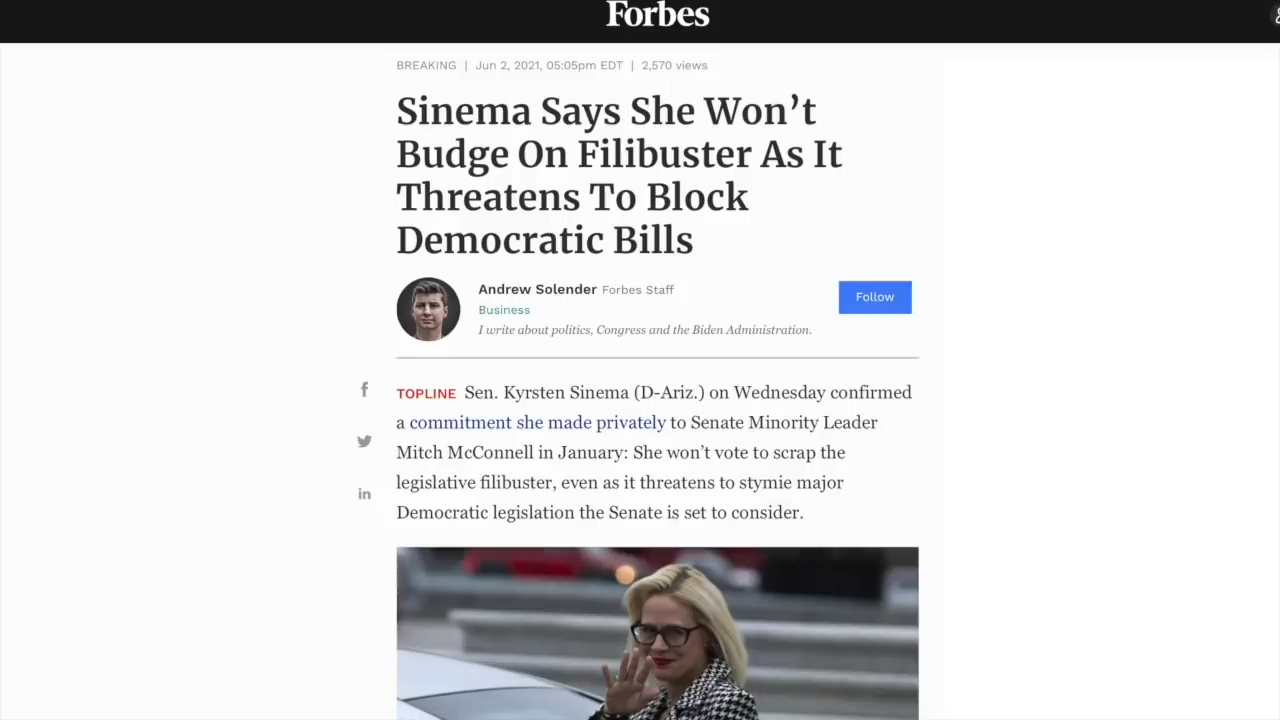 Forbes
BREAKING | Jun 2, 2021, 05:05pm EDT | 2,570 views
Sinema Says She Won’t
Budge On Filibuster As It
Threatens To Block
Democratic Bills
Andrew Solender Forbes Staff
Business
I write about politics, Congress and the Biden Administration.
Follow
TOPLINE Sen. Kyrsten Sinema (D-Ariz.) on Wednesday confirmed
a commitment she made privately to Senate Minority Leader
Mitch McConnell in January: She won’t vote to scrap the
legislative filibuster, even as it threatens to stymie major
Democratic legislation the Senate is set to consider.